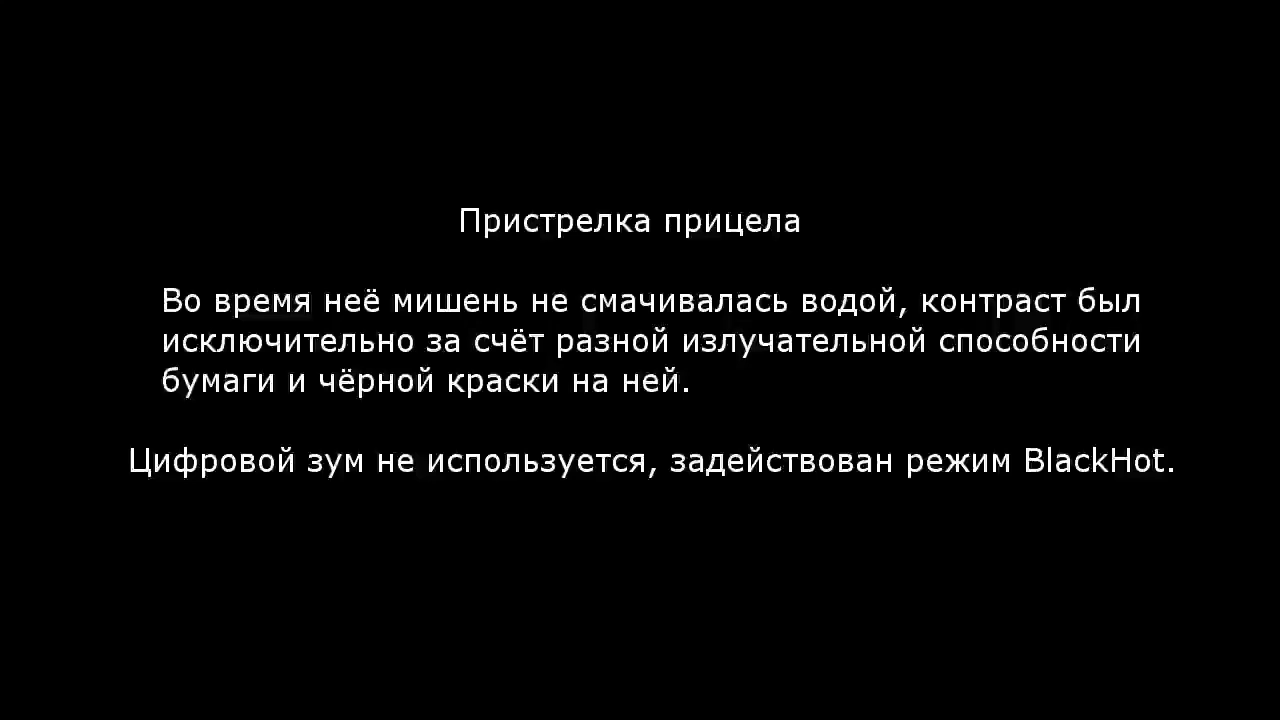 Пристрелка прицела
Во время неё мишень не смачивалась водой, контраст был
исключительно за счёт разной излучательной способности
бумаги и чёрной краски на ней.
Цифровой зум не используется, задействован режим BlackHot.